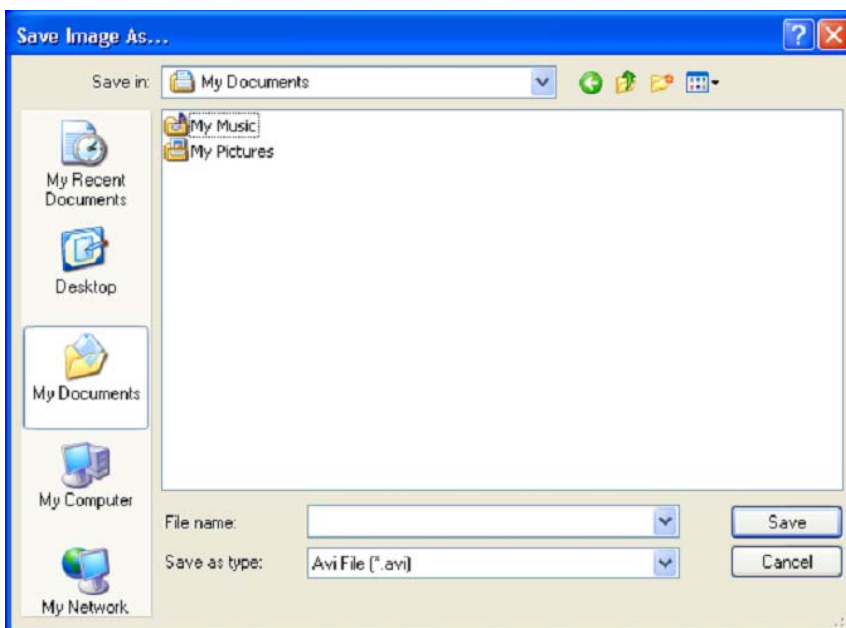 Save Image As...
Save in:
My Documents
My Recent
Documents
Desktop
My Documents
My Computer
My Network
My Music
My Pictures
File name:
Save
Save as type:
Avi File (*.avi)
Cancel